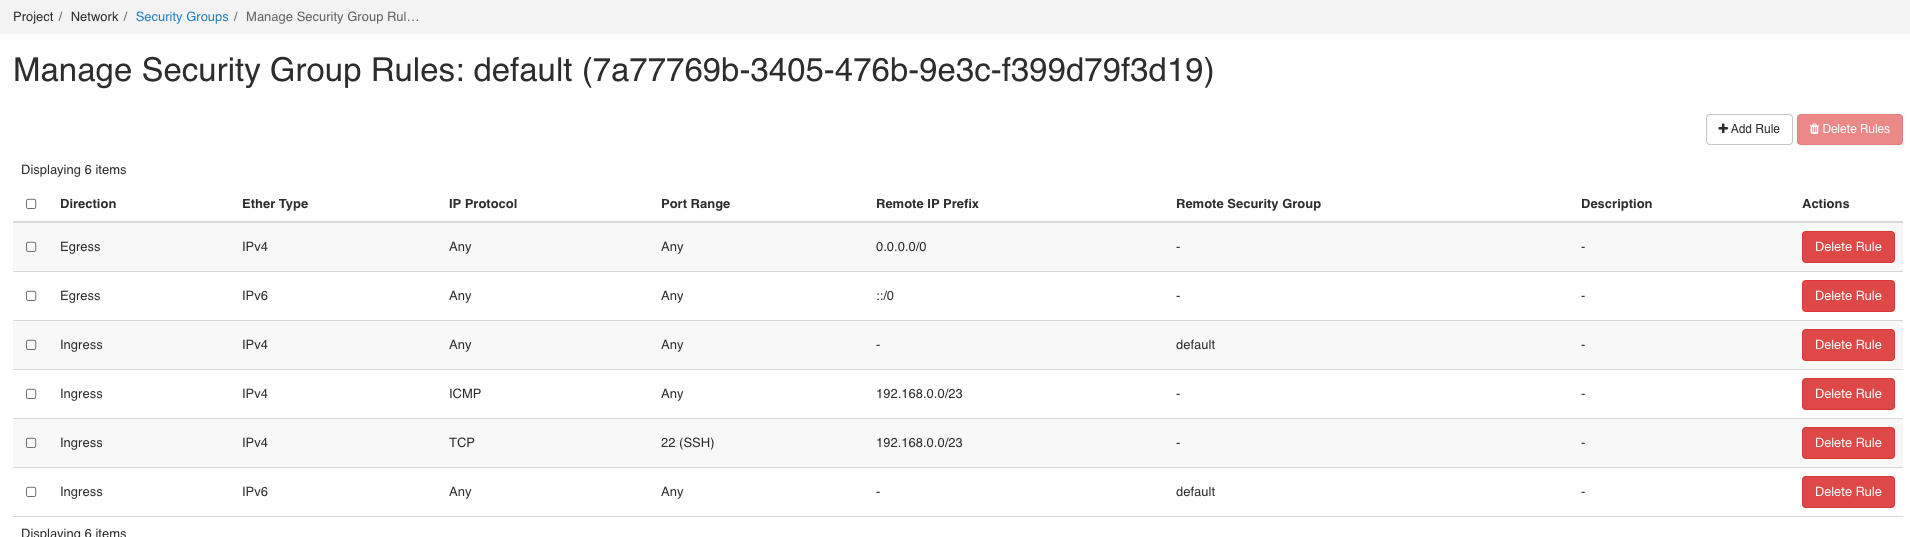 Project / Network / Security Groups / Manage Security Group Rul…
Manage Security Group Rules: default (7a77769b-3405-476b-9e3c-f399d79f3d19)
Add Rule Delete Rules
Displaying 6 items
Direction Ether Type IP Protocol Port Range Remote IP Prefix Remote Security Group Description Actions
Egress IPv4 Any Any 0.0.0.0/0 - - Delete Rule
Egress IPv6 Any Any ::/0 - - Delete Rule
Ingress IPv4 Any Any - default - Delete Rule
Ingress IPv4 ICMP Any 192.168.0.0/23 - - Delete Rule
Ingress IPv4 TCP 22 (SSH) 192.168.0.0/23 - - Delete Rule
Ingress IPv6 Any Any - default - Delete Rule
Displaying 6 items